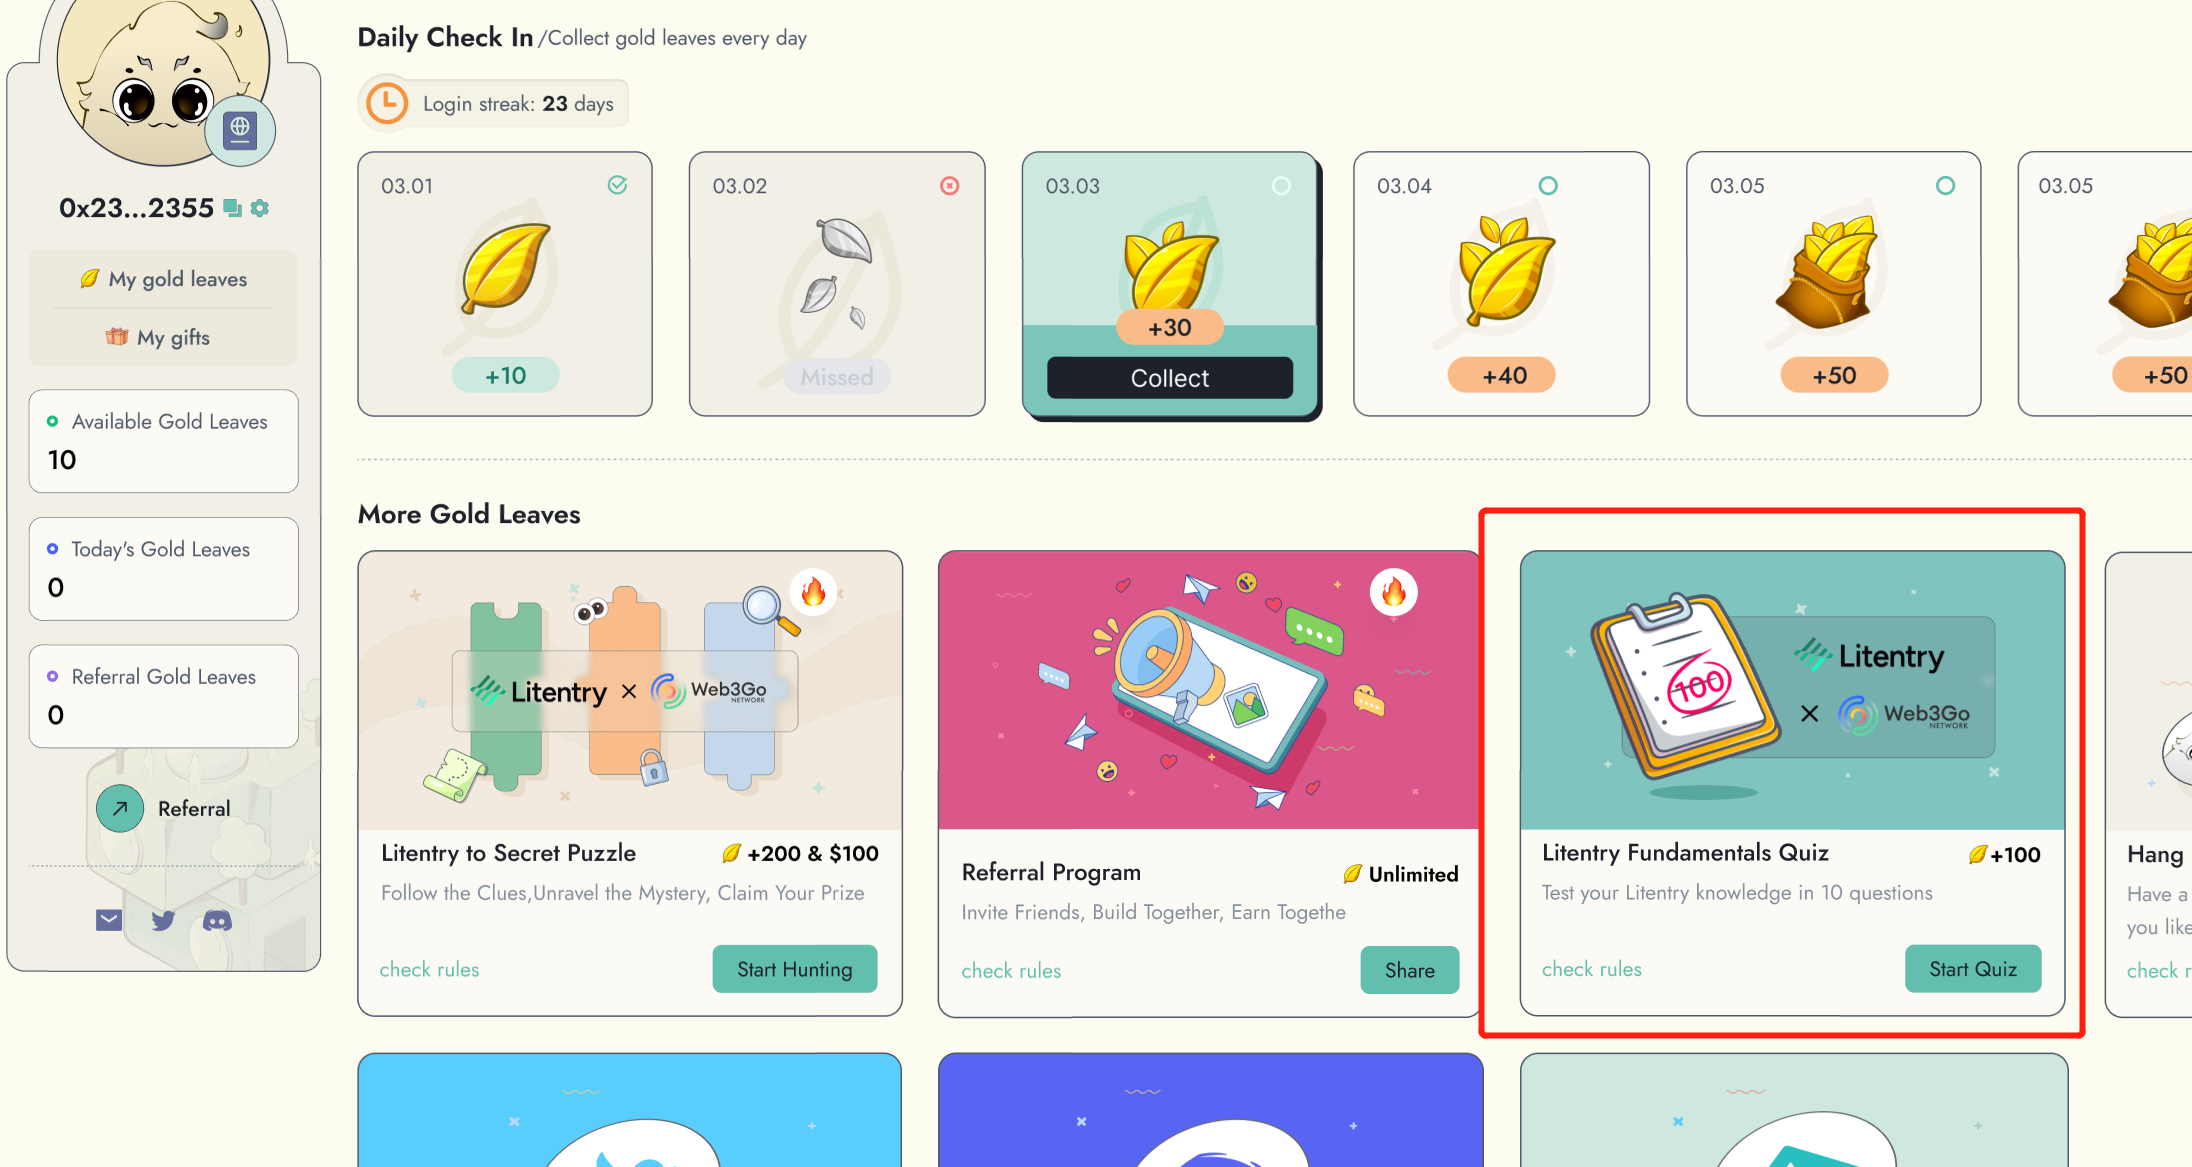 0x23...2355
My gold leaves
My gifts
Available Gold Leaves
10
Today's Gold Leaves
0
Referral Gold Leaves
0
Referral
Daily Check In /Collect gold leaves every day
Login streak: 23 days
03.01
+10
03.02
Missed
03.03
+30
Collect
03.04
+40
03.05
+50
03.05
+50
More Gold Leaves
Litentry × Web3Go
NETWORK
Litentry to Secret Puzzle +200 & $100
Follow the Clues,Unravel the Mystery, Claim Your Prize
check rules Start Hunting
Referral Program Unlimited
Invite Friends, Build Together, Earn Togethe
check rules Share
100
Litentry
× Web3Go
NETWORK
Litentry Fundamentals Quiz +100
Test your Litentry knowledge in 10 questions
check rules Start Quiz
Hang
Have a
you like
check r